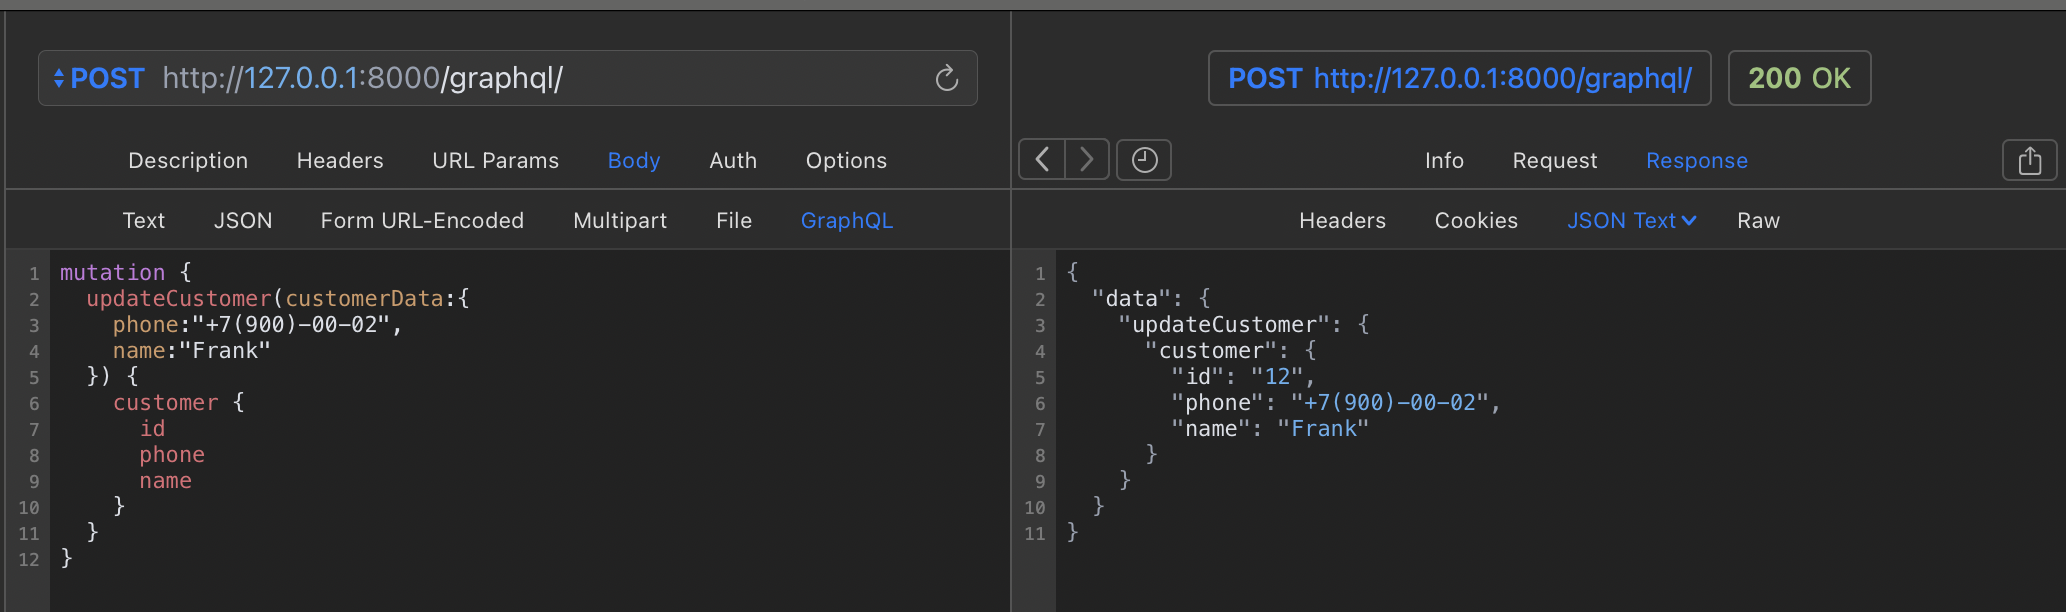 POST http://127.0.0.1:8000/graphql/
Description Headers URL Params Body Auth Options
Text JSON Form URL-Encoded Multipart File GraphQL
1 mutation {
2   updateCustomer(customerData:{
3     phone:"+7(900)-00-02",
4     name:"Frank"
5   }) {
6     customer {
7       id
8       phone
9       name
10     }
11   }
12 }
POST http://127.0.0.1:8000/graphql/ 200 OK
Info Request Response
Headers Cookies JSON Text Raw
1 {
2   "data": {
3     "updateCustomer": {
4       "customer": {
5         "id": "12",
6         "phone": "+7(900)-00-02",
7         "name": "Frank"
8       }
9     }
10   }
11 }